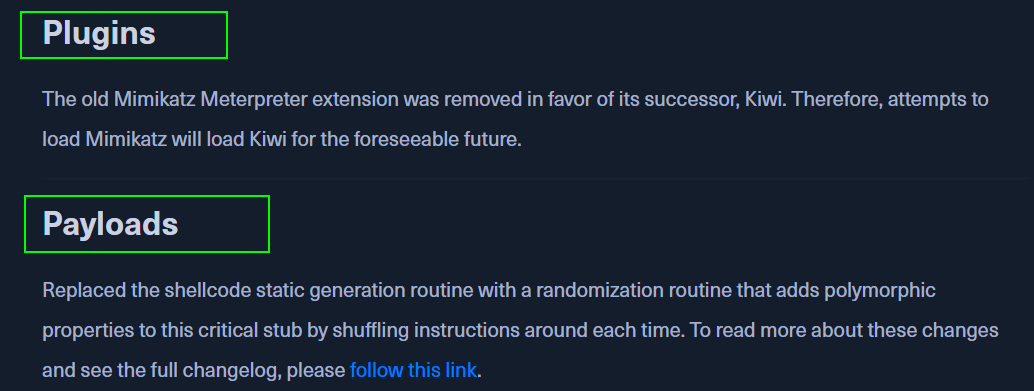 Plugins
The old Mimikatz Meterpreter extension was removed in favor of its successor, Kiwi. Therefore, attempts to
load Mimikatz will load Kiwi for the foreseeable future.
Payloads
Replaced the shellcode static generation routine with a randomization routine that adds polymorphic
properties to this critical stub by shuffling instructions around each time. To read more about these changes
and see the full changelog, please follow this link.